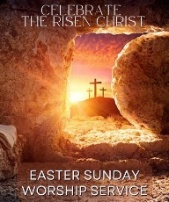 CELEBRATE
THE RISEN CHRIST
EASTER SUNDAY
WORSHIP SERVICE